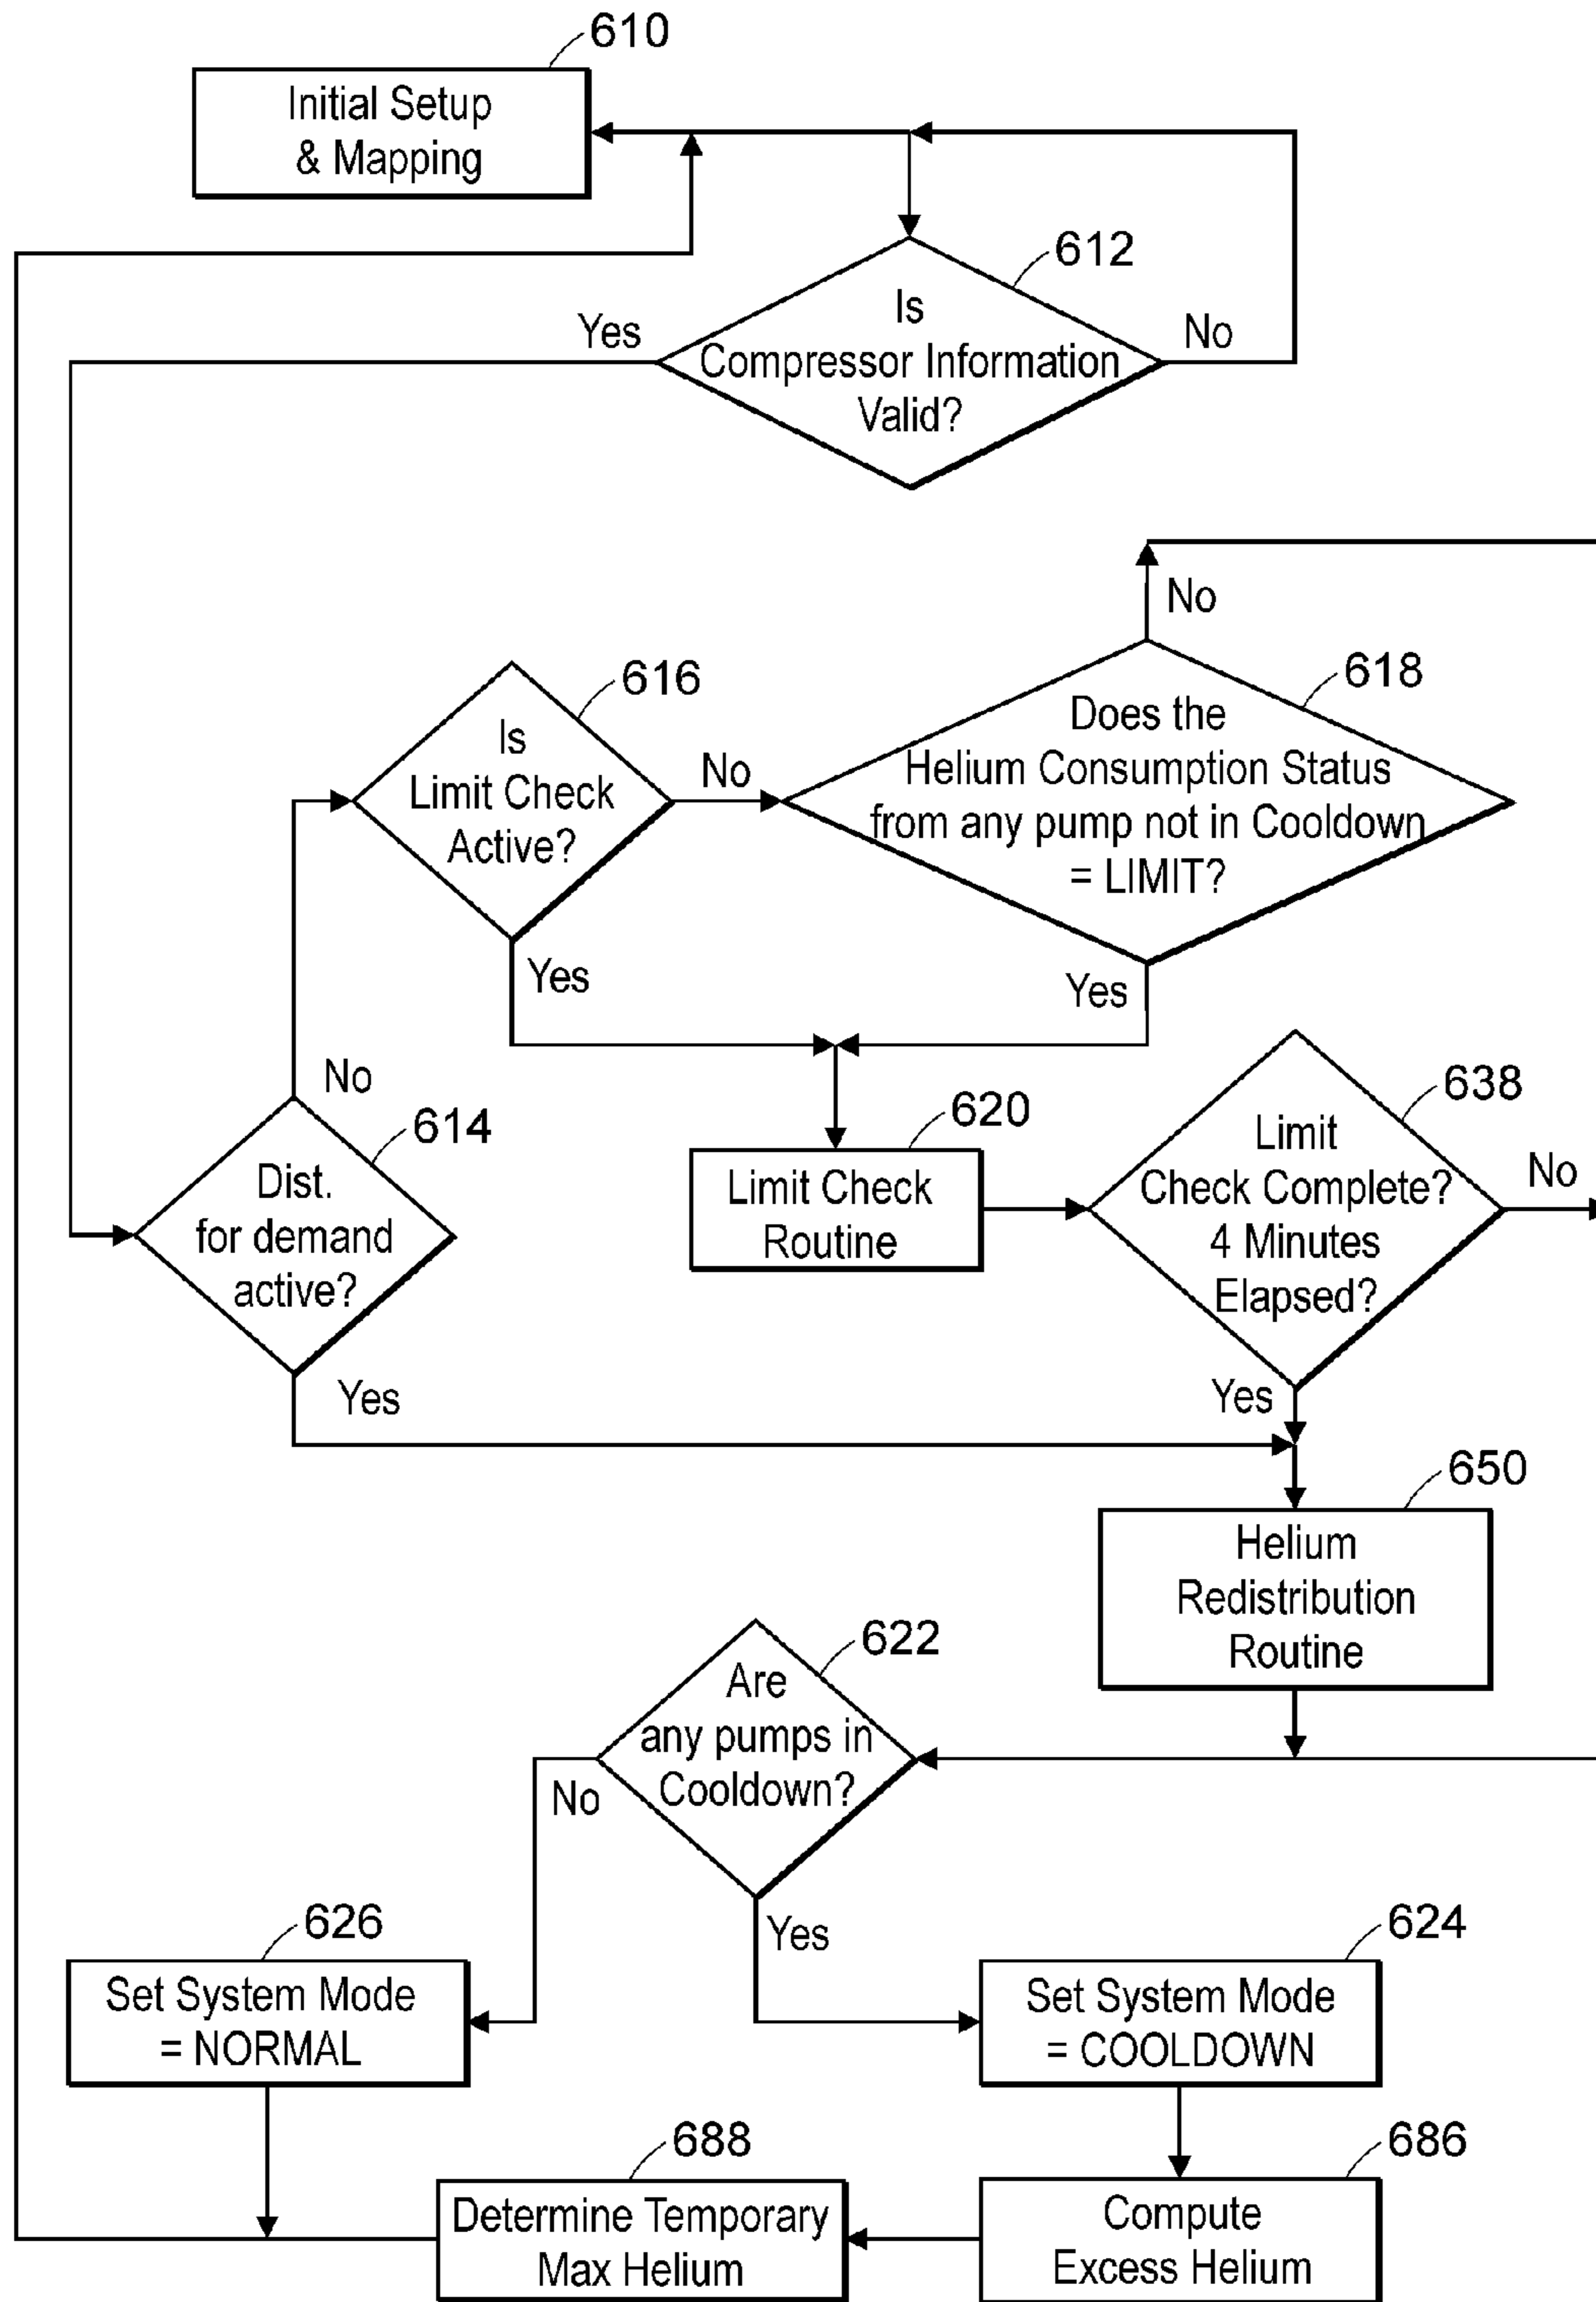 610
Initial Setup
& Mapping
612
Is
Compressor Information
Valid?
Yes
No
No
616
Is
Limit Check
Active?
No
618
Does the
Helium Consumption Status
from any pump not in Cooldown
= LIMIT?
Yes
Yes
No
614
Dist.
for demand
active?
Yes
620
Limit Check
Routine
638
Limit
Check Complete?
4 Minutes
Elapsed?
No
Yes
650
Helium
Redistribution
Routine
622
Are
any pumps in
Cooldown?
No
Yes
626
Set System Mode
= NORMAL
624
Set System Mode
= COOLDOWN
688
Determine Temporary
Max Helium
686
Compute
Excess Helium